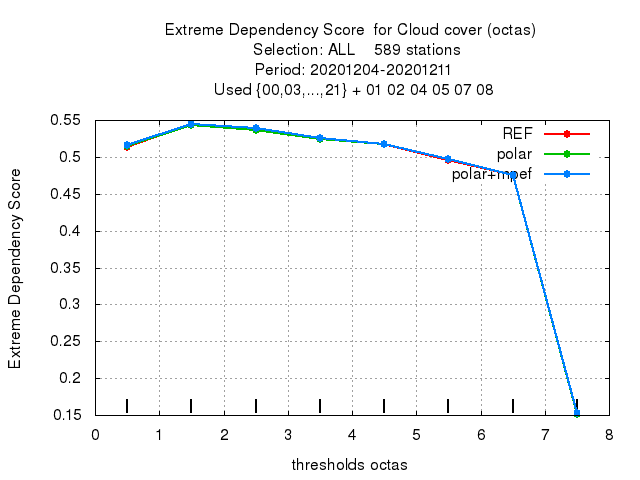 Extreme Dependency Score  for Cloud cover (octas)
Selection: ALL    589 stations
Period: 20201204-20201211
Used {00,03,...,21} + 01 02 04 05 07 08
Extreme Dependency Score
0.55
0.5
0.45
0.4
0.35
0.3
0.25
0.2
0.15
REF
polar
polar+mpef
0 1 2 3 4 5 6 7 8
thresholds octas